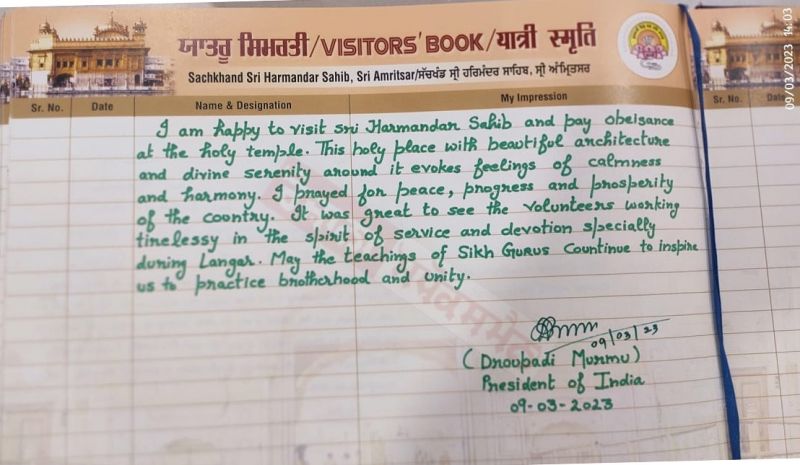 ਯਾਤਰੂ ਸਿਮਰਤੀ/VISITORS' BOOK/यात्री स्मृति
Sachkhand Sri Harmandar Sahib, Sri Amritsar/ਸੱਚਖੰਡ ਸ੍ਰੀ ਹਰਿਮੰਦਰ ਸਾਹਿਬ, ਸ੍ਰੀ ਅੰਮ੍ਰਿਤਸਰ
Sr. No. Date Name & Designation My Impression
I am happy to visit Sri Harmandar Sahib and pay obeisance
at the holy temple. This holy place with beautiful architecture
and divine serenity around it evokes feelings of calmness
and harmony. I prayed for peace, progress and prosperity
of the coontry. It was great to see the volunteers working
tinelessy in the spirit of service and devotion specially
during Langar. May the teachings of Sikh Gurus Countinue to inspire
us to practice brotherhood and unity.
09/03/23
(Droupadi Murmu)
President of India
09-03-2023
Sr. No. Date
09/03/2023 14:03